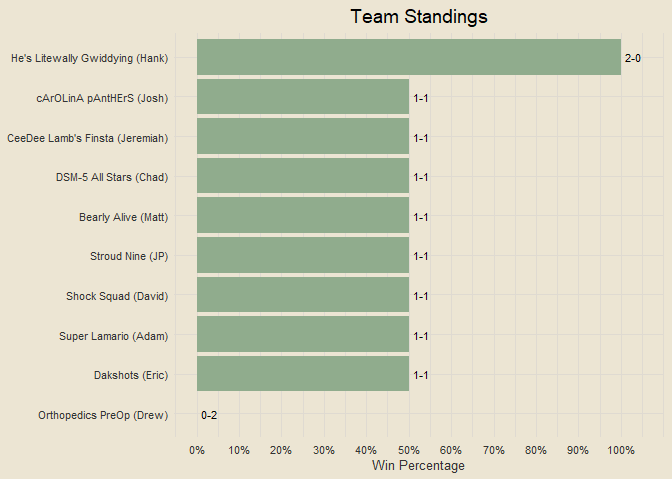 Team Standings
He's Litewally Gwiddying (Hank)
2-0
cArOLinA pAntHErS (Josh)
1-1
CeeDee Lamb's Finsta (Jeremiah)
1-1
DSM-5 All Stars (Chad)
1-1
Bearly Alive (Matt)
1-1
Stroud Nine (JP)
1-1
Shock Squad (David)
1-1
Super Lamario (Adam)
1-1
Dakshots (Eric)
1-1
Orthopedics PreOp (Drew)
0-2
0% 10% 20% 30% 40% 50% 60% 70% 80% 90% 100%
Win Percentage